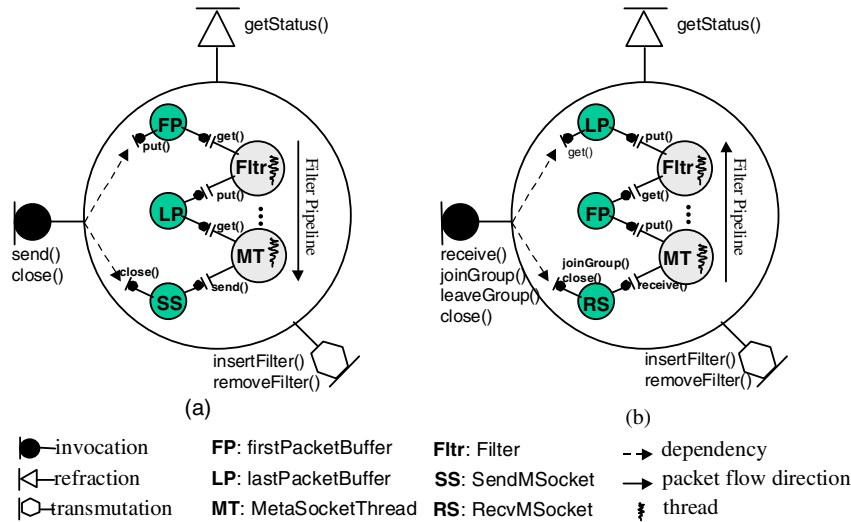 getStatus()
FP
put()
get()
Fltr
put()
LP
get()
MT
close()
send()
SS
Filter Pipeline
send()
close()
insertFilter()
removeFilter()
(a)
getStatus()
LP
get()
put()
Fltr
get()
FP
put()
MT
joinGroup()
close()
receive()
RS
Filter Pipeline
receive()
joinGroup()
leaveGroup()
close()
insertFilter()
removeFilter()
(b)
invocation
refraction
transmutation
FP: firstPacketBuffer
LP: lastPacketBuffer
MT: MetaSocketThread
Fltr: Filter
SS: SendMSocket
RS: RecvMSocket
dependency
packet flow direction
thread